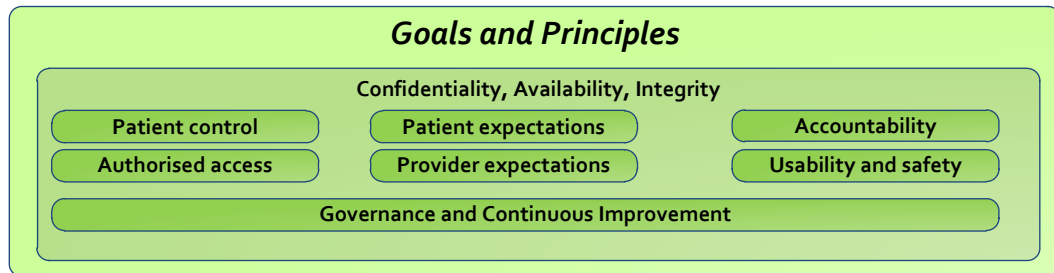 Goals and Principles
Confidentiality, Availability, Integrity
Patient control
Patient expectations
Accountability
Authorised access
Provider expectations
Usability and safety
Governance and Continuous Improvement